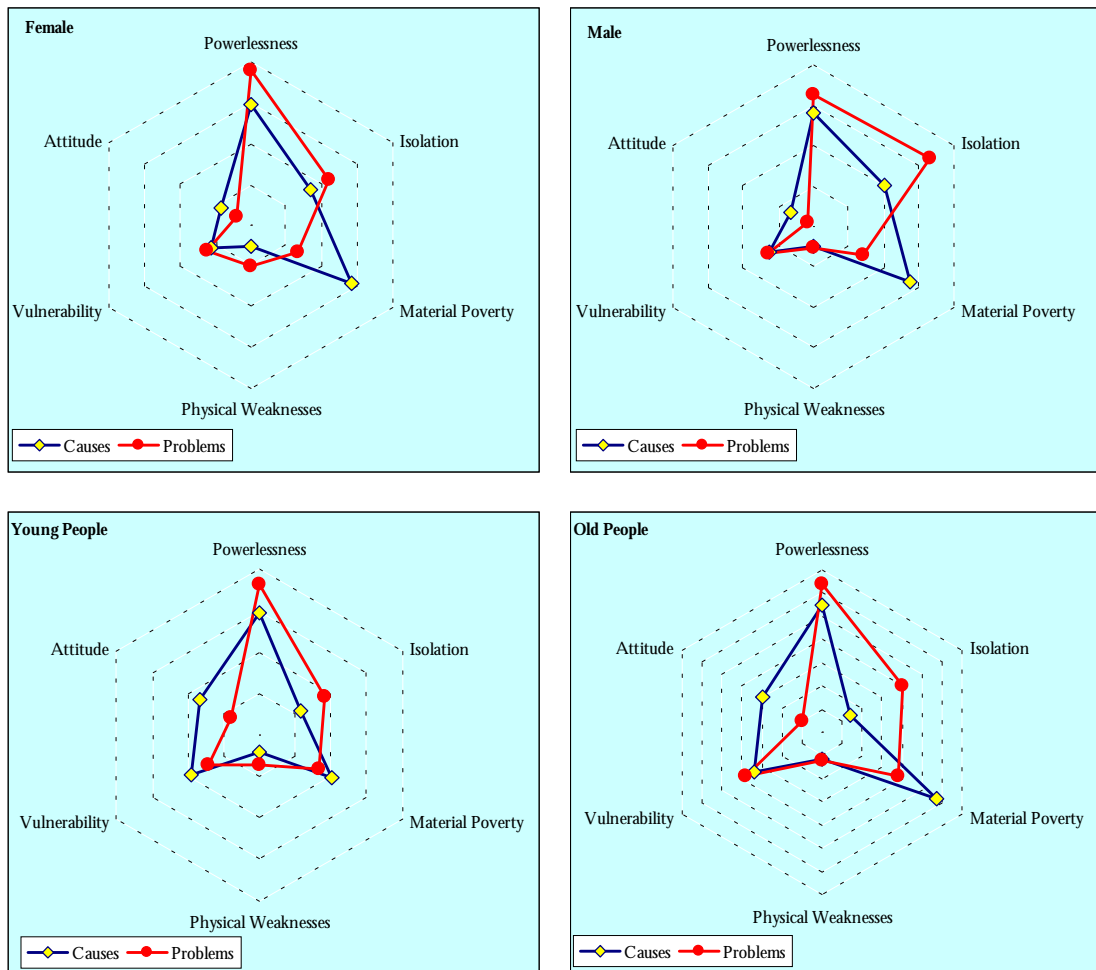 Female
Powerlessness
Attitude
Isolation
Vulnerability
Material Poverty
Physical Weaknesses
Causes Problems
Male
Powerlessness
Attitude
Isolation
Vulnerability
Material Poverty
Physical Weaknesses
Causes Problems
Young People
Powerlessness
Attitude
Isolation
Vulnerability
Material Poverty
Physical Weaknesses
Causes Problems
Old People
Powerlessness
Attitude
Isolation
Vulnerability
Material Poverty
Physical Weaknesses
Causes Problems